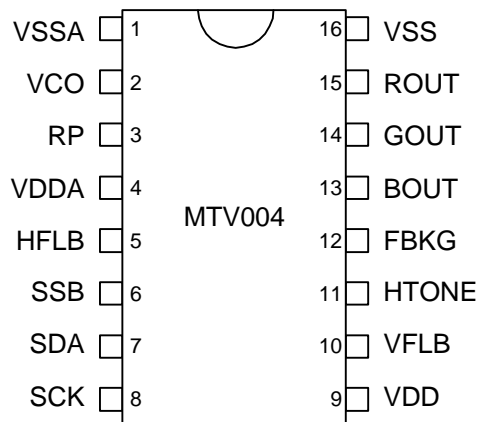 VSSA 1 16 VSS
VCO 2 15 ROUT
RP 3 14 GOUT
VDDA 4 13 BOUT
MTV004
HFLB 5 12 FBKG
SSB 6 11 HTONE
SDA 7 10 VFLB
SCK 8 9 VDD